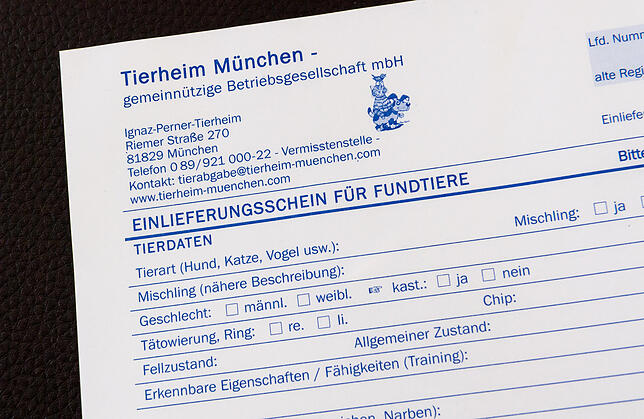 Tierheim München -
gemeinnützige Betriebsgesellschaft mbH
Ignaz-Perner-Tierheim
Riemer Straße 270
81829 München
Telefon 0 89/921 000-22 - Vermisstenstelle -
Kontakt: tierabgabe@tierheim-muenchen.com
www.tierheim-muenchen.com
Lfd. Numm
alte Regi
Einliefer
EINLIEFERUNGSSCHEIN FÜR FUNDTIERE Bitte
TIERDATEN
Tierart (Hund, Katze, Vogel usw.): Mischling: ☐ ja
Mischling (nähere Beschreibung):
Geschlecht: ☐ männl. ☐ weibl. ☞ kast.: ☐ ja ☐ nein
Tätowierung, Ring: ☐ re. ☐ li. Chip:
Fellzustand: Allgemeiner Zustand:
Erkennbare Eigenschaften / Fähigkeiten (Training):
Narben):